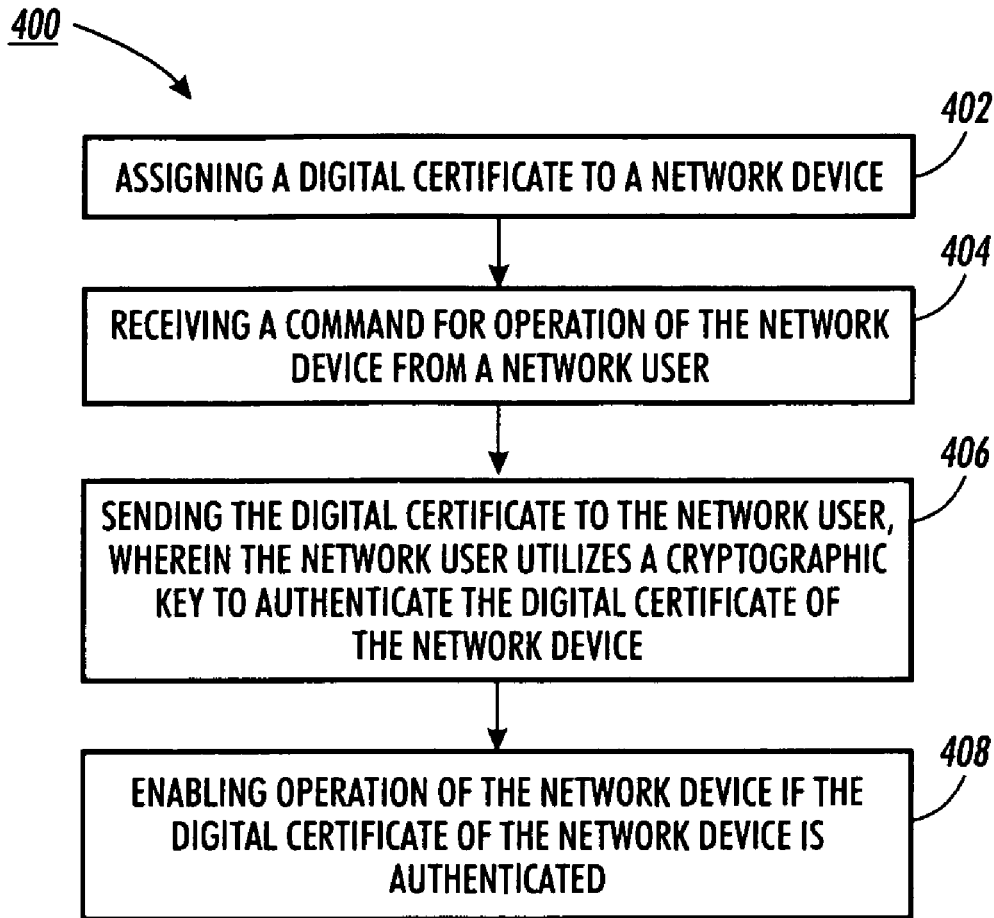 400
402
ASSIGNING A DIGITAL CERTIFICATE TO A NETWORK DEVICE
404
RECEIVING A COMMAND FOR OPERATION OF THE NETWORK
DEVICE FROM A NETWORK USER
406
SENDING THE DIGITAL CERTIFICATE TO THE NETWORK USER,
WHEREIN THE NETWORK USER UTILIZES A CRYPTOGRAPHIC
KEY TO AUTHENTICATE THE DIGITAL CERTIFICATE OF
THE NETWORK DEVICE
408
ENABLING OPERATION OF THE NETWORK DEVICE IF THE
DIGITAL CERTIFICATE OF THE NETWORK DEVICE IS
AUTHENTICATED